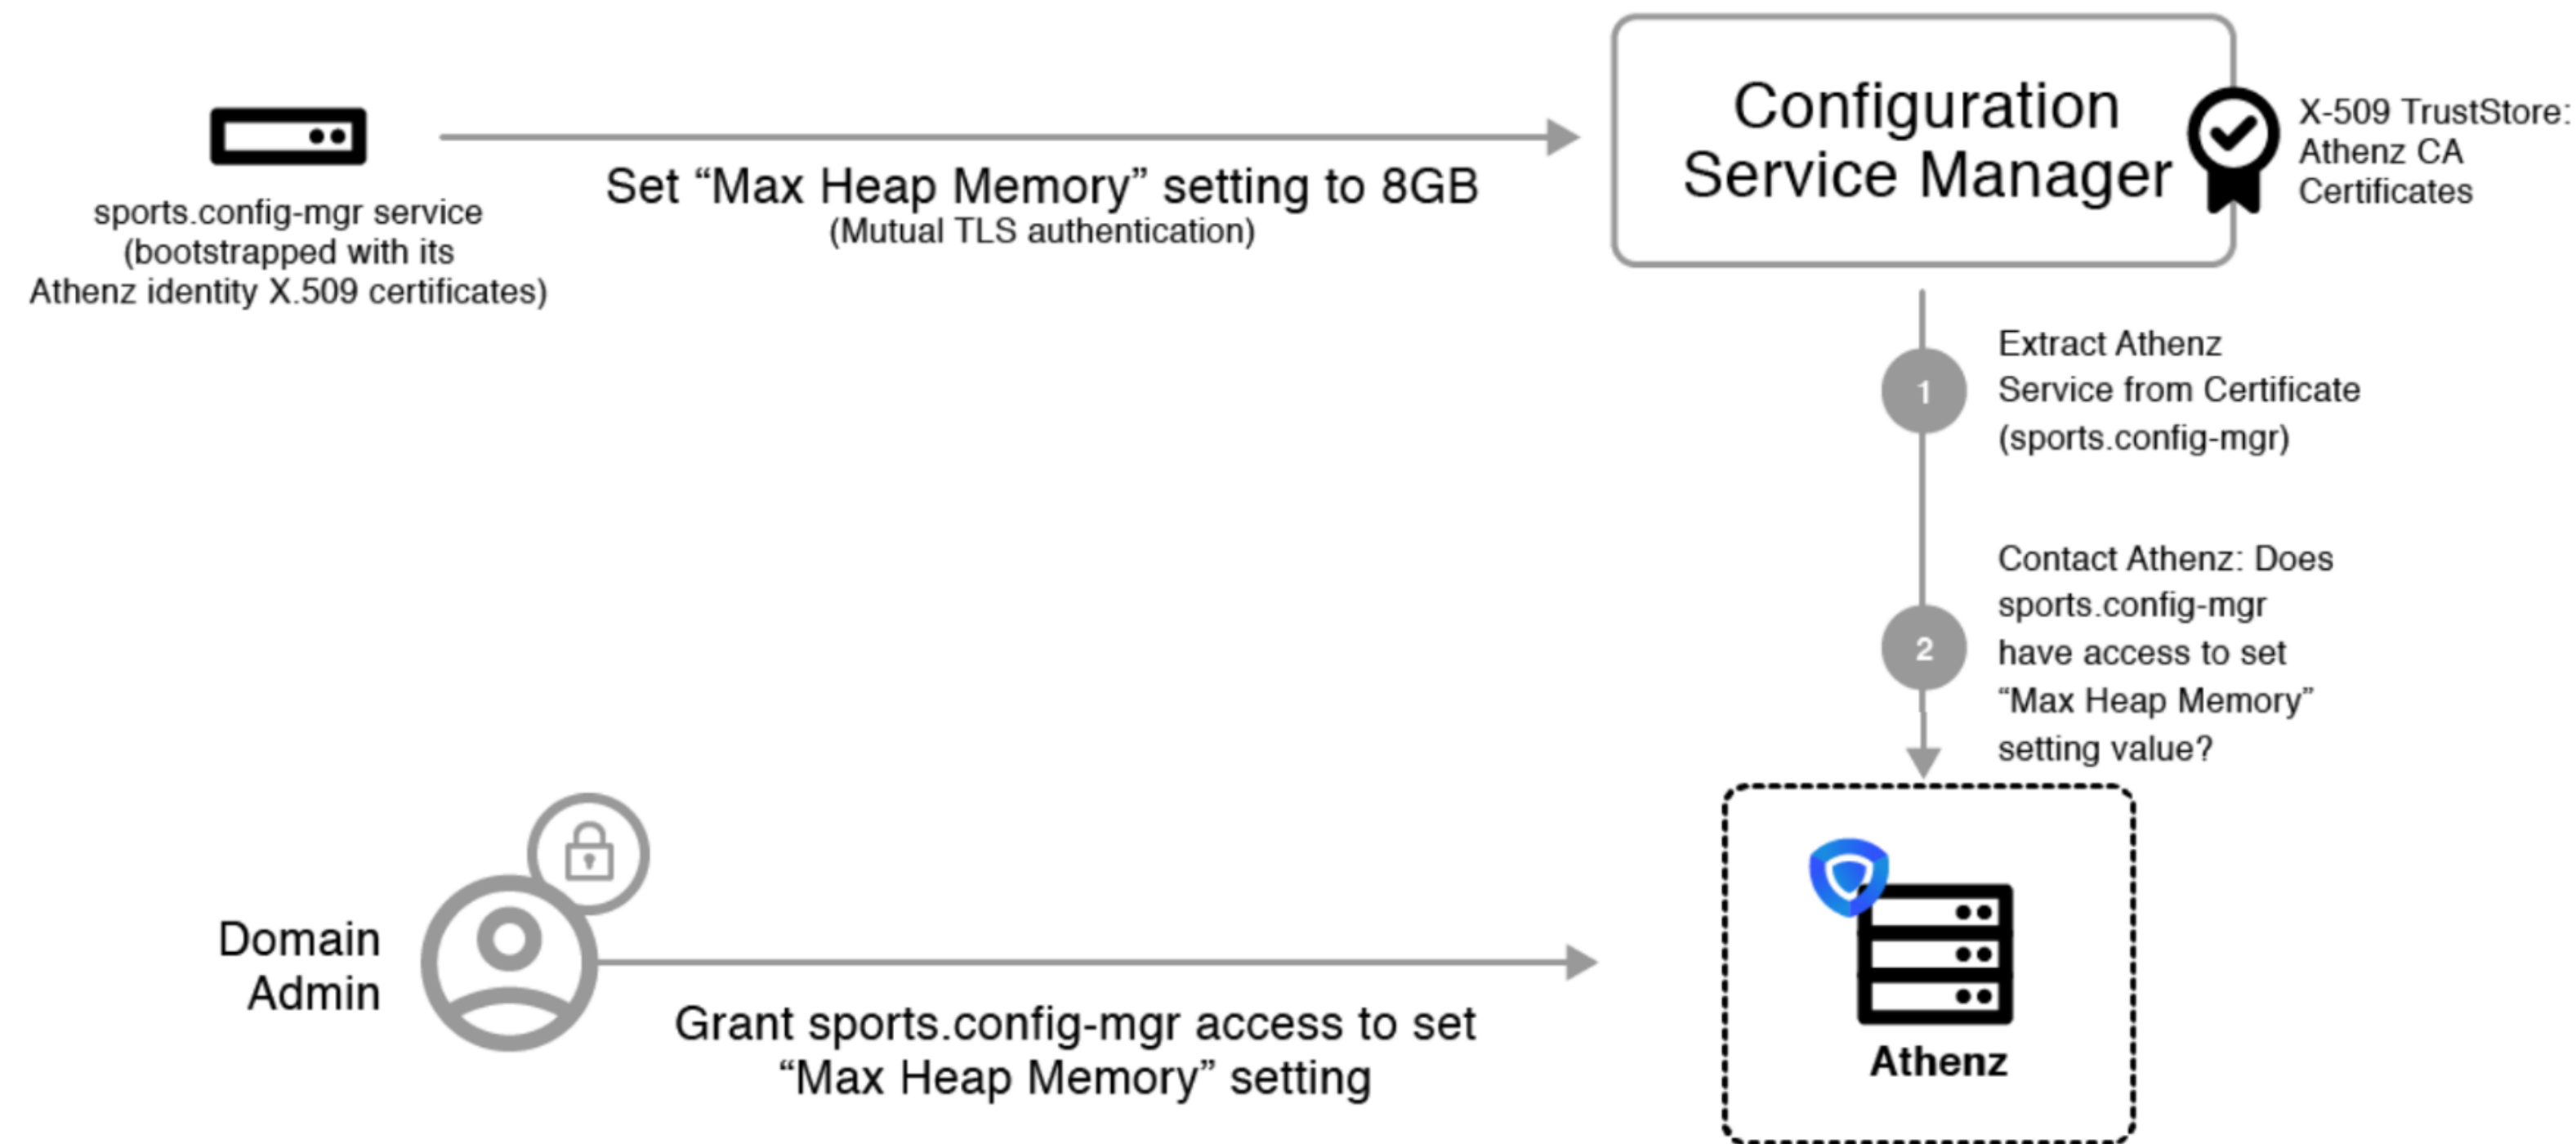 Configuration
Service Manager
X-509 TrustStore:
Athenz CA
Certificates
sports.config-mgr service
(bootstrapped with its
Athenz identity X.509 certificates)
Set “Max Heap Memory” setting to 8GB
(Mutual TLS authentication)
1
Extract Athenz
Service from Certificate
(sports.config-mgr)
2
Contact Athenz: Does
sports.config-mgr
have access to set
“Max Heap Memory”
setting value?
Domain
Admin
Grant sports.config-mgr access to set
“Max Heap Memory” setting
Athenz